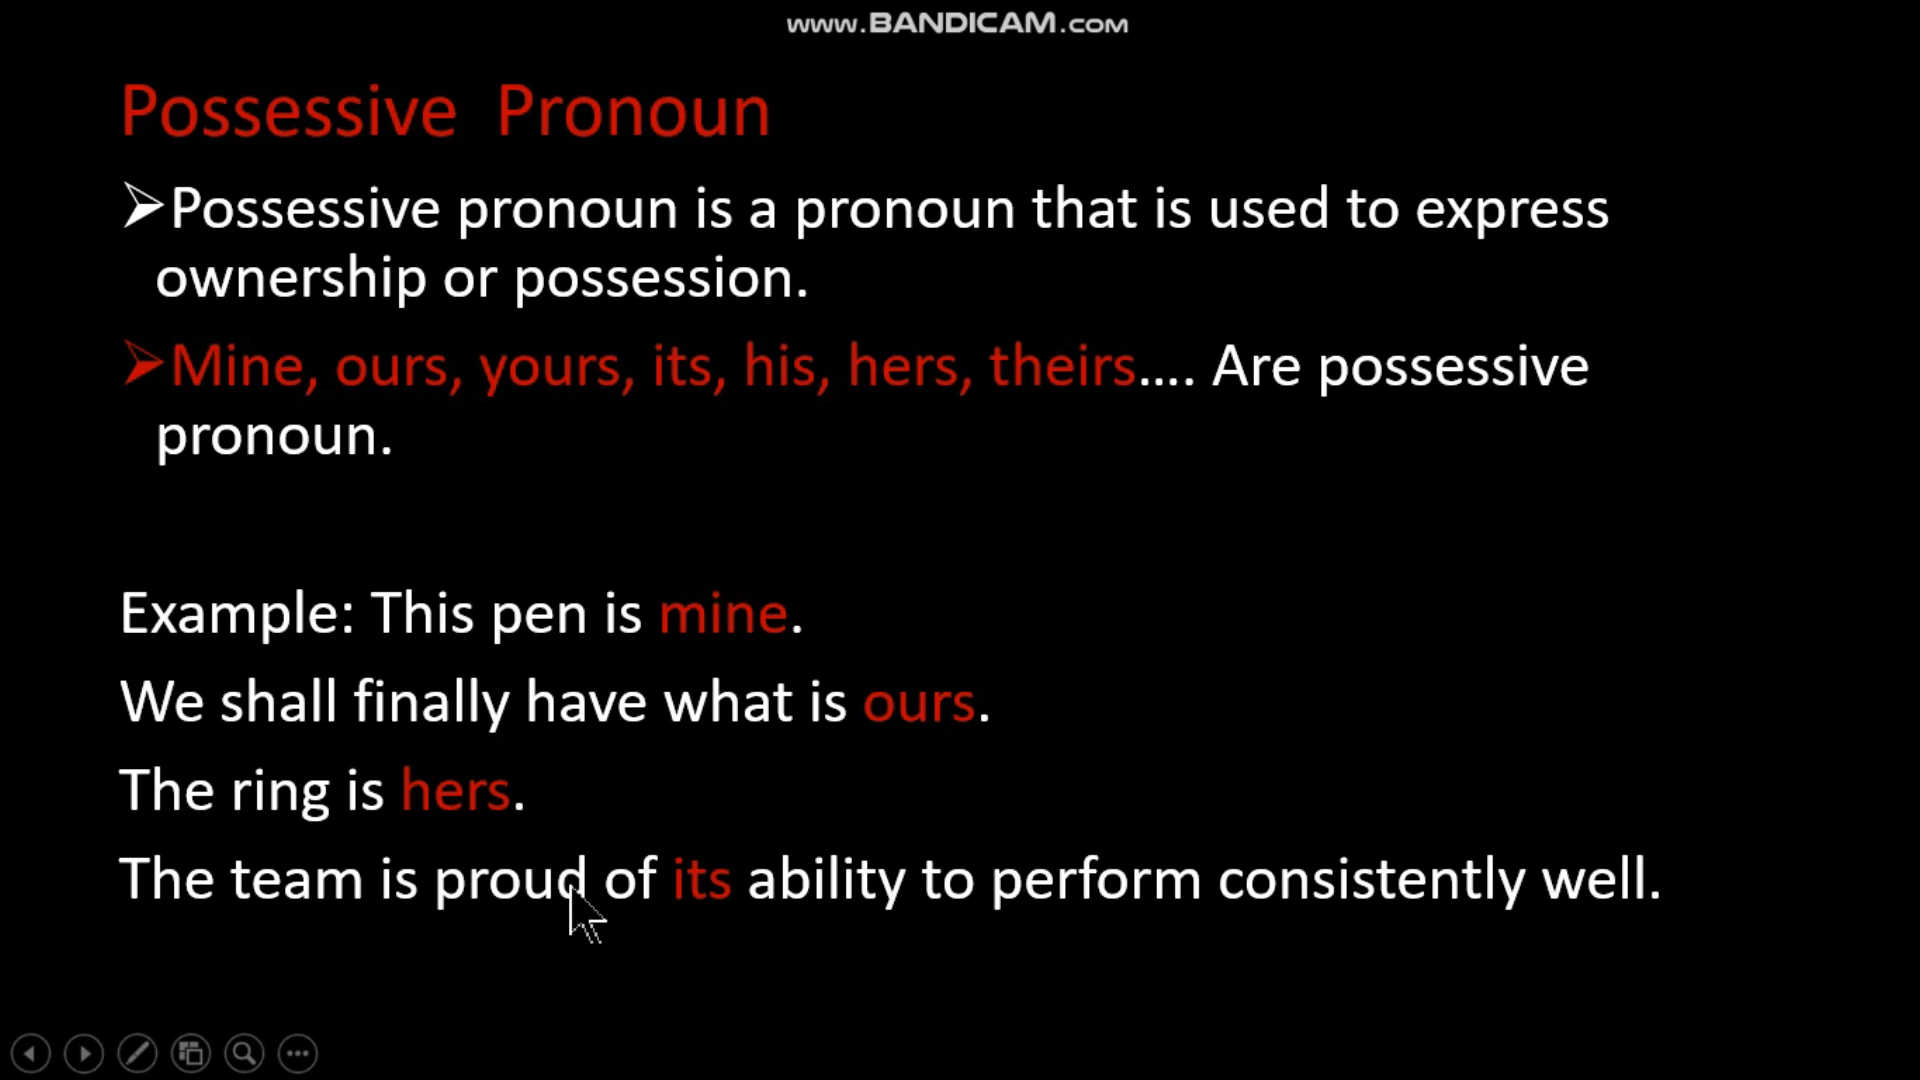 www.BANDICAM.com
Possessive Pronoun
➢Possessive pronoun is a pronoun that is used to express
ownership or possession.
➢Mine, ours, yours, its, his, hers, theirs.... Are possessive
pronoun.
Example: This pen is mine.
We shall finally have what is ours.
The ring is hers.
The team is proud of its ability to perform consistently well.